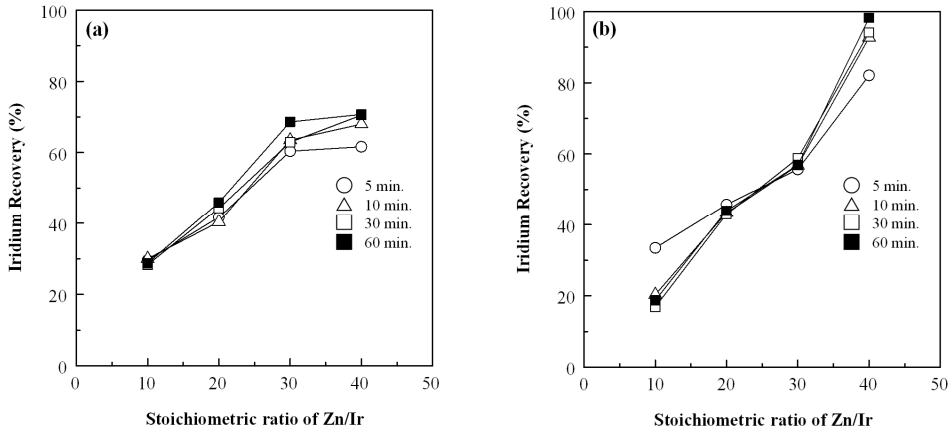 (a)
100
80
60
40
20
0
0 10 20 30 40 50
Iridium Recovery (%)
Stoichiometric ratio of Zn/Ir
5 min.
10 min.
30 min.
60 min.
(b)
100
80
60
40
20
0
0 10 20 30 40 50
Iridium Recovery (%)
Stoichiometric ratio of Zn/Ir
5 min.
10 min.
30 min.
60 min.